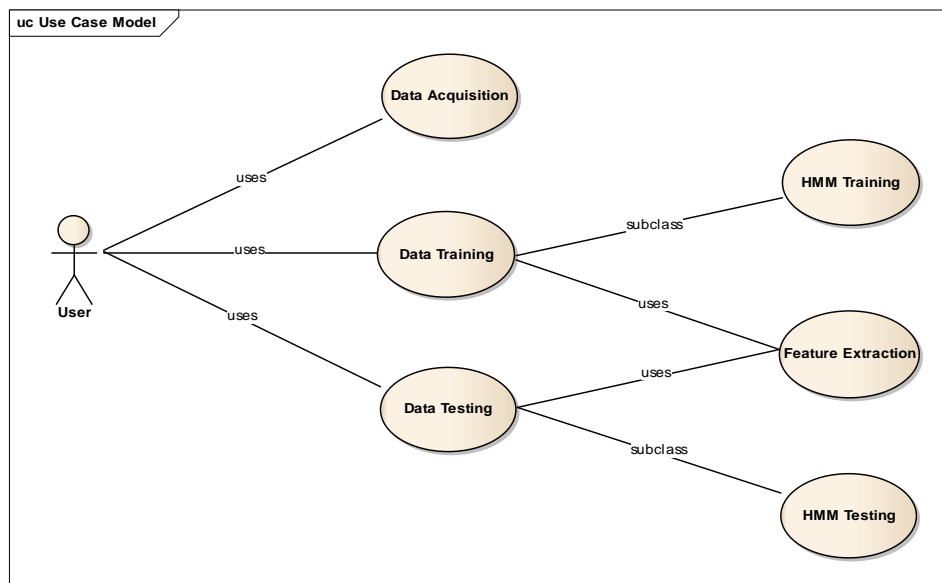 uc Use Case Model
Data Acquisition
HMM Training
uses
subclass
uses
Data Training
User
uses
uses
Feature Extraction
uses
Data Testing
subclass
HMM Testing